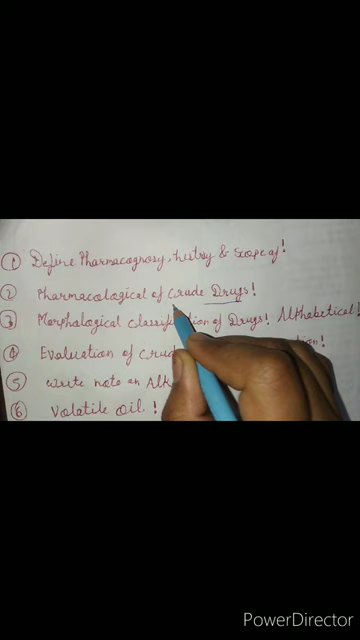 ① Define Pharmacognosy, history & scope of!
② Pharmacological of crude Drugs!
③ Morphological classification of Drugs! Alphabetical!
④ Evaluation of crud
⑤ write note on Alk
⑥ Volatile oil!
PowerDirector